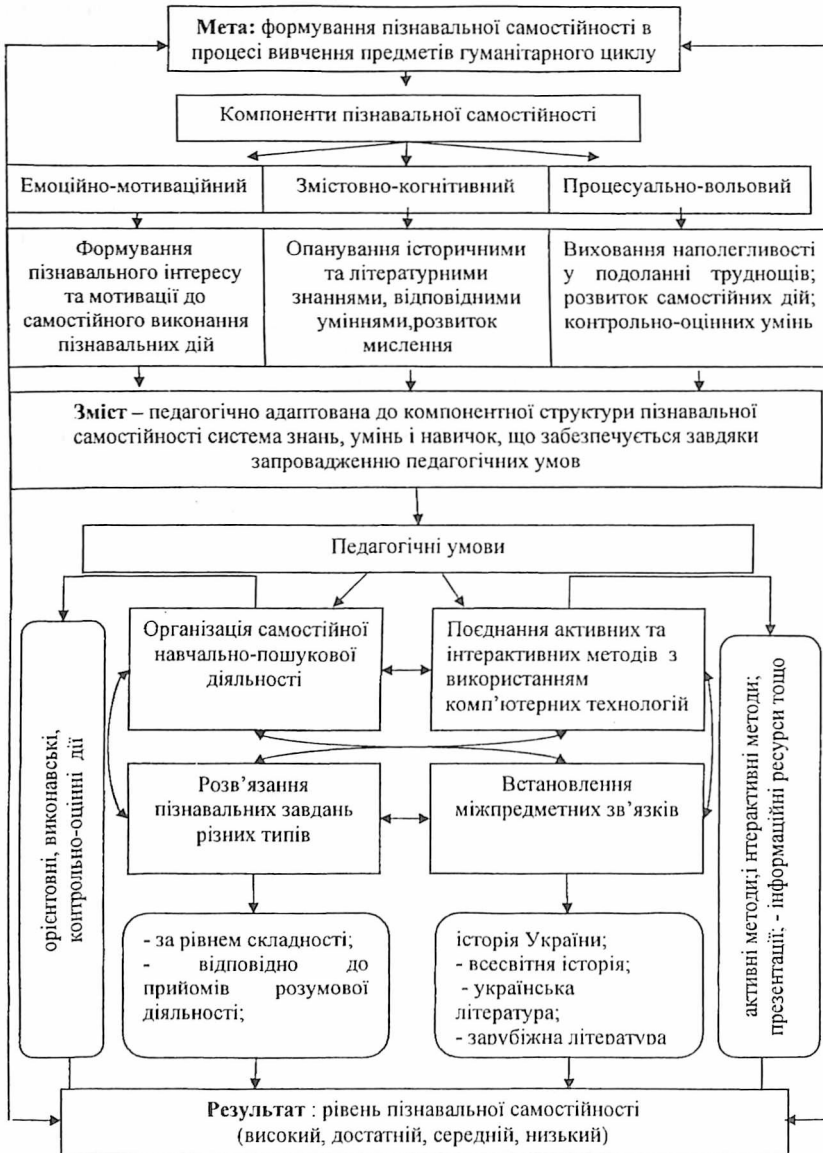 Мета: формування пізнавальної самостійності в
процесі вивчення предметів гуманітарного циклу
Компоненти пізнавальної самостійності
Емоційно-мотиваційний
Змістовно-когнітивний
Процесуально-вольовий
Формування
пізнавального інтересу
та мотивації до
самостійного виконання
пізнавальних дій
Опанування історичними
та літературними
знаннями, відповідними
уміннями,розвиток
мислення
Виховання наполегливості
у подоланні труднощів;
розвиток самостійних дій;
контрольно-оцінних умінь
Зміст – педагогічно адаптована до компонентної структури пізнавальної
самостійності система знань, умінь і навичок, що забезпечується завдяки
запровадженню педагогічних умов
Педагогічні умови
орієнтовні, виконавські,
контрольно-оцінні дії
Організація самостійної
навчально-пошукової
діяльності
Поєднання активних та
інтерактивних методів з
використанням
комп’ютерних технологій
Розв’язання
пізнавальних завдань
різних типів
Встановлення
міжпредметних зв’язків
активні методи;і нтерактивні методи;
презентації; - інформаційні ресурси тощо
- за рівнем складності;
- відповідно до
прийомів розумової
діяльності;
історія України;
- всесвітня історія;
- українська
література;
- зарубіжна література
Результат : рівень пізнавальної самостійності
(високий, достатній, середній, низький)